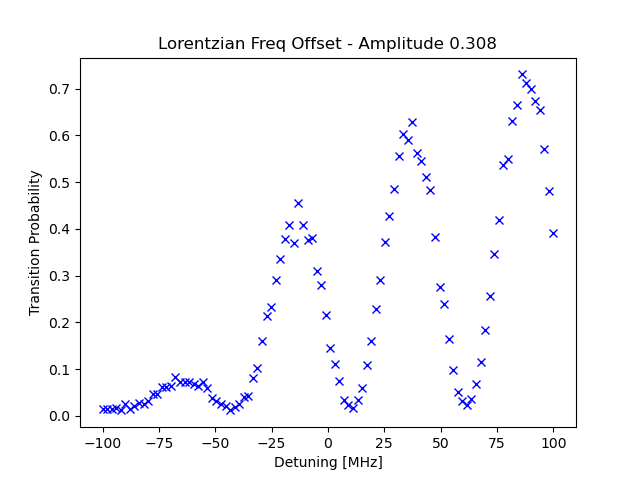 Lorentzian Freq Offset - Amplitude 0.308
Transition Probability
0.7
0.6
0.5
0.4
0.3
0.2
0.1
0.0
−100 −75 −50 −25 0 25 50 75 100
Detuning [MHz]